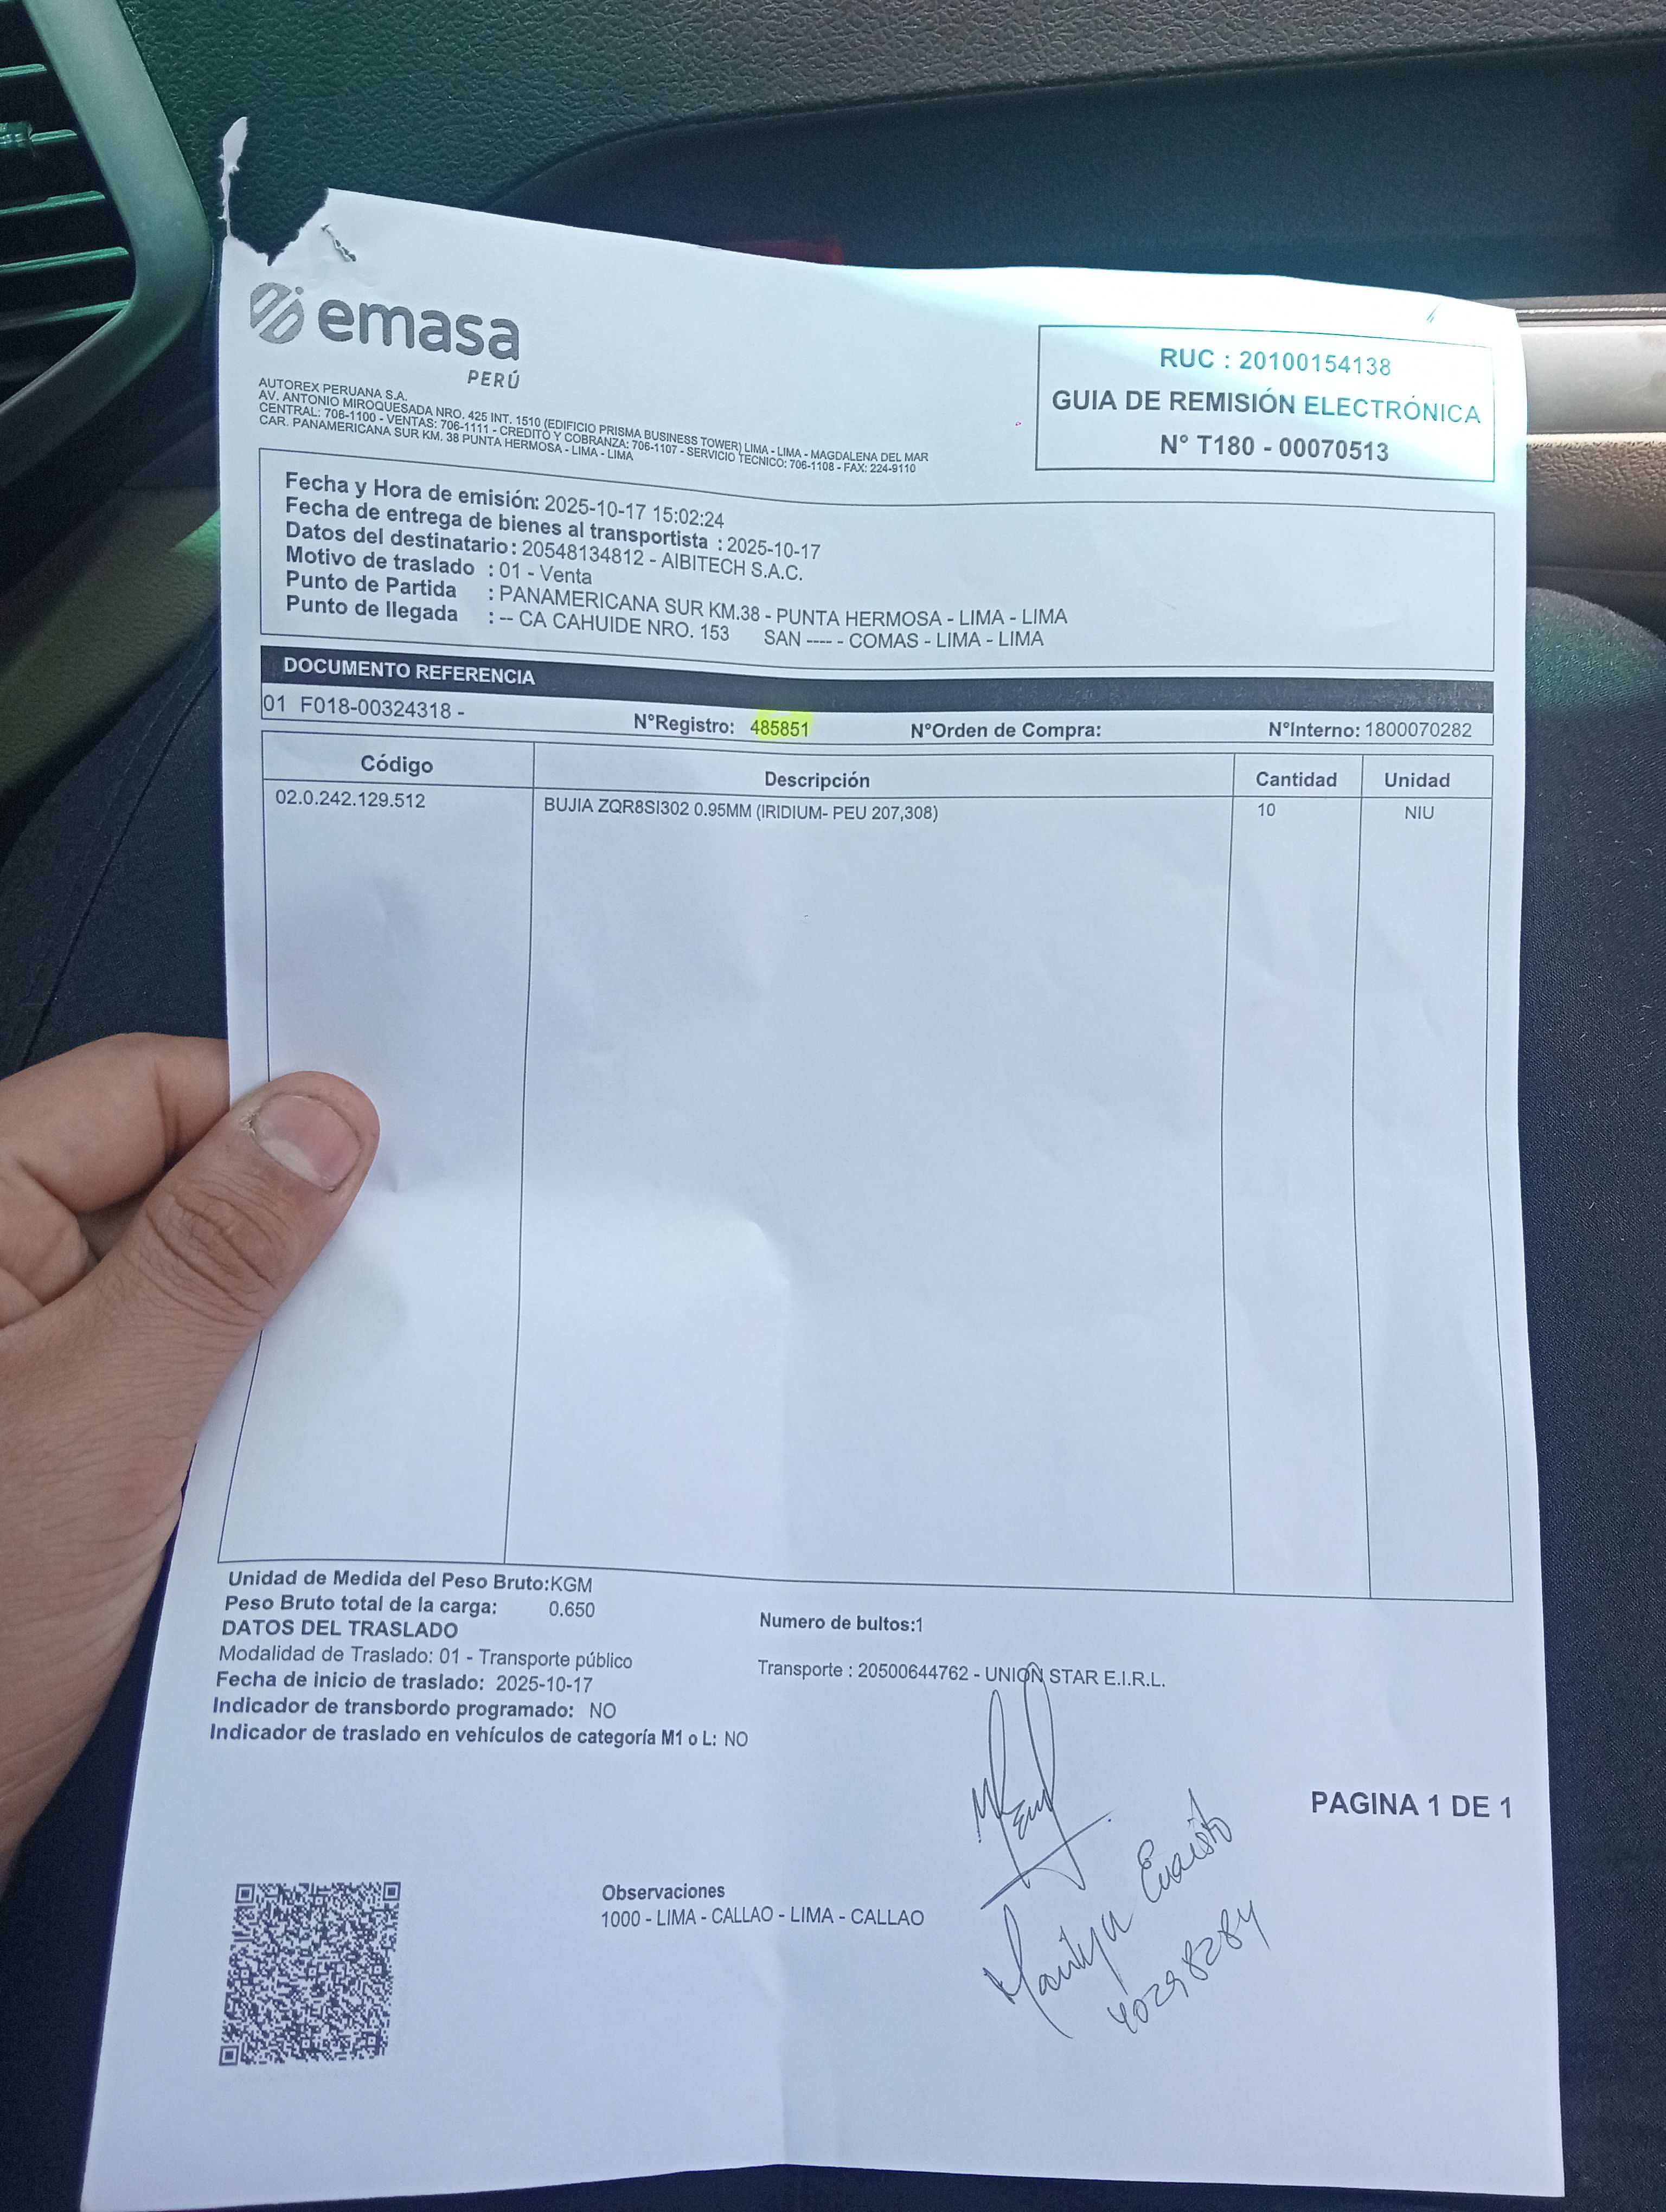 emasa
PERÚ
AUTOREX PERUANA S.A.
AV. ANTONIO MIROQUESADA NRO. 425 INT. 1510 (EDIFICIO PRISMA BUSINESS TOWER) LIMA - LIMA - MAGDALENA DEL MAR
CENTRAL: 706-1100 - VENTAS: 706-1111 - CREDITO Y COBRANZA: 706-1107 - SERVICIO TECNICO: 706-1108 - FAX: 224-9110
CAR. PANAMERICANA SUR KM. 38 PUNTA HERMOSA - LIMA - LIMA
RUC : 20100154138
GUIA DE REMISIÓN ELECTRÓNICA
N° T180 - 00070513
Fecha y Hora de emisión: 2025-10-17 15:02:24
Fecha de entrega de bienes al transportista : 2025-10-17
Datos del destinatario: 20548134812 - AIBITECH S.A.C.
Motivo de traslado : 01 - Venta
Punto de Partida : PANAMERICANA SUR KM.38 - PUNTA HERMOSA - LIMA - LIMA
Punto de llegada : -- CA CAHUIDE NRO. 153 SAN ---- - COMAS - LIMA - LIMA
DOCUMENTO REFERENCIA
01 F018-00324318 - N°Registro: 485851 N°Orden de Compra: N°Interno: 1800070282
Código Descripción Cantidad Unidad
02.0.242.129.512 BUJIA ZQR8SI302 0.95MM (IRIDIUM- PEU 207,308) 10 NIU
Unidad de Medida del Peso Bruto:KGM
Peso Bruto total de la carga: 0.650
Numero de bultos:1
DATOS DEL TRASLADO
Modalidad de Traslado: 01 - Transporte público
Transporte : 20500644762 - UNION STAR E.I.R.L.
Fecha de inicio de traslado: 2025-10-17
Indicador de transbordo programado: NO
Indicador de traslado en vehículos de categoría M1 o L: NO
PAGINA 1 DE 1
Observaciones
1000 - LIMA - CALLAO - LIMA - CALLAO
Evaristo
40298284